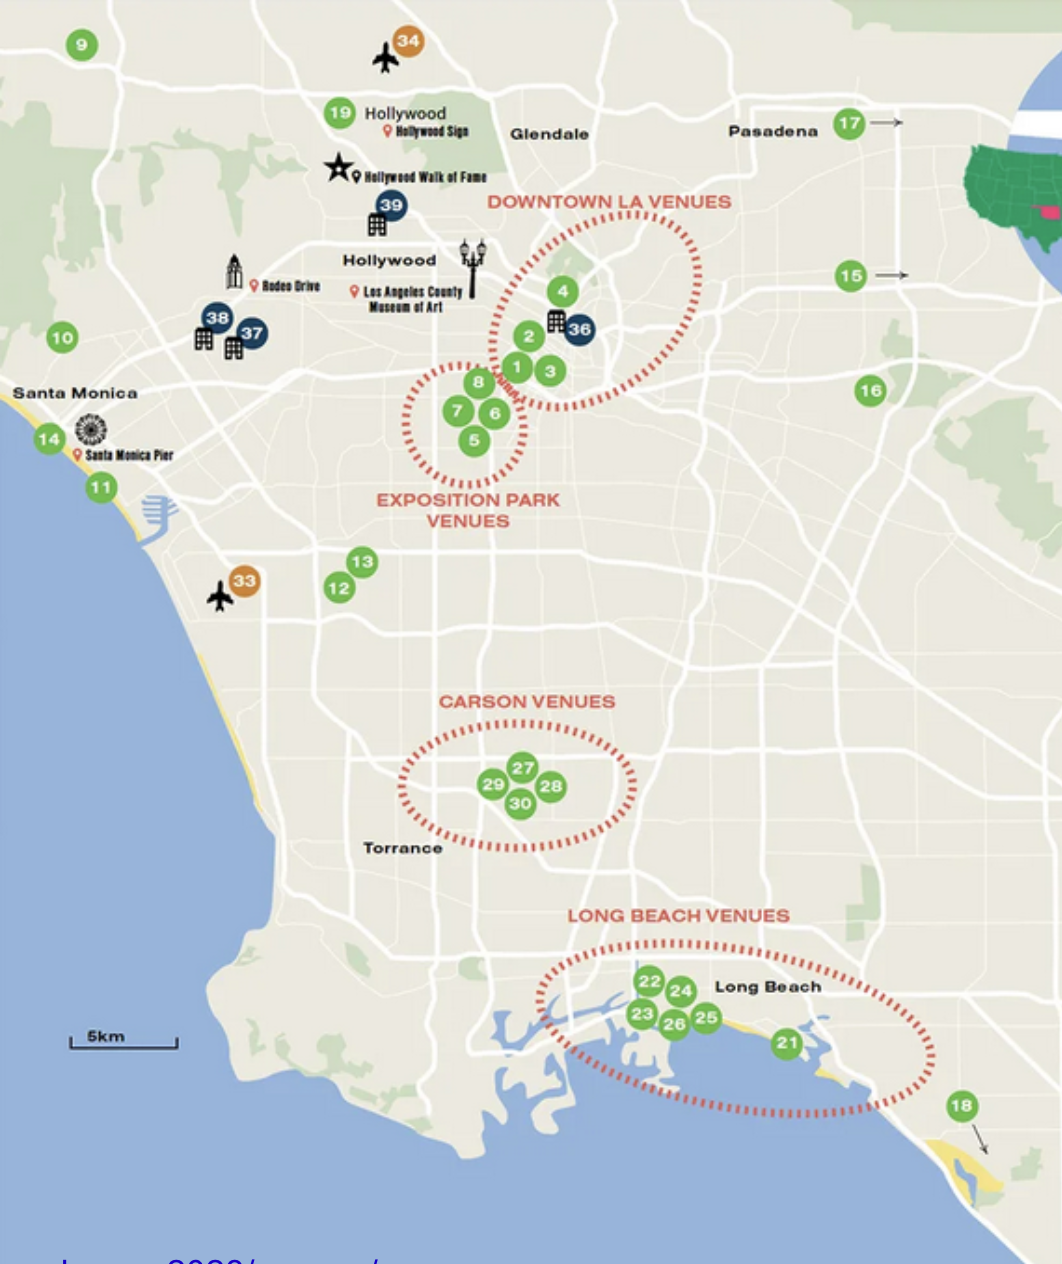 9
34
19
Hollywood
Hollywood Sign
Glendale
Pasadena
17
Hollywood Walk of Fame
39
DOWNTOWN LA VENUES
Hollywood
Rodeo Drive
Los Angeles County
Museum of Art
15
4
38
37
36
2
10
1
3
8
16
Santa Monica
7
6
14
5
Santa Monica Pier
11
EXPOSITION PARK
VENUES
13
12
33
CARSON VENUES
27
29
28
30
Torrance
LONG BEACH VENUES
22
24
Long Beach
23
26
25
21
5km
18